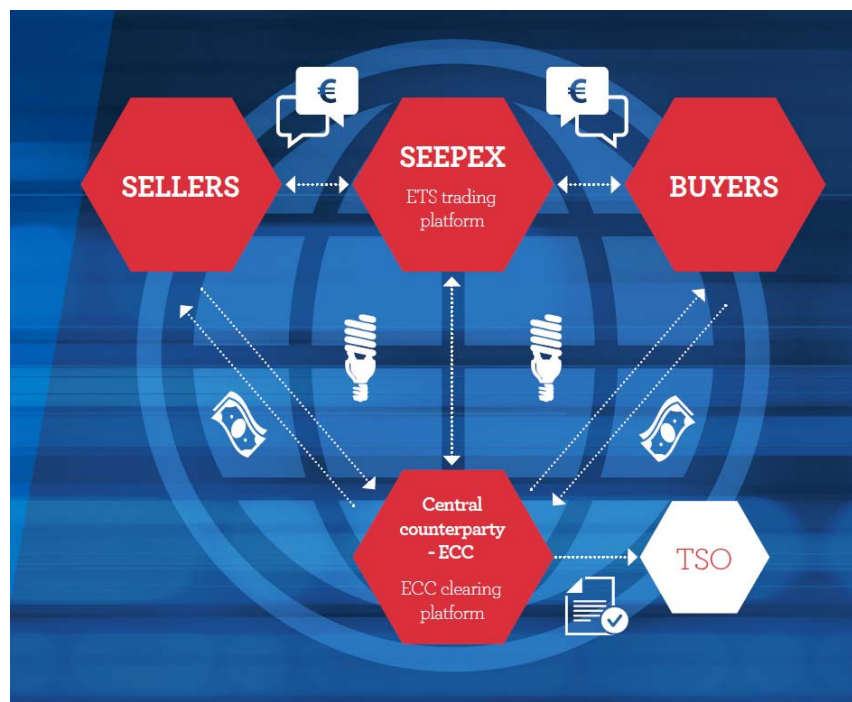 €
€
SELLERS
SEEPEX
ETS trading
platform
BUYERS
Central
counterparty
- ECC
ECC clearing
platform
TSO